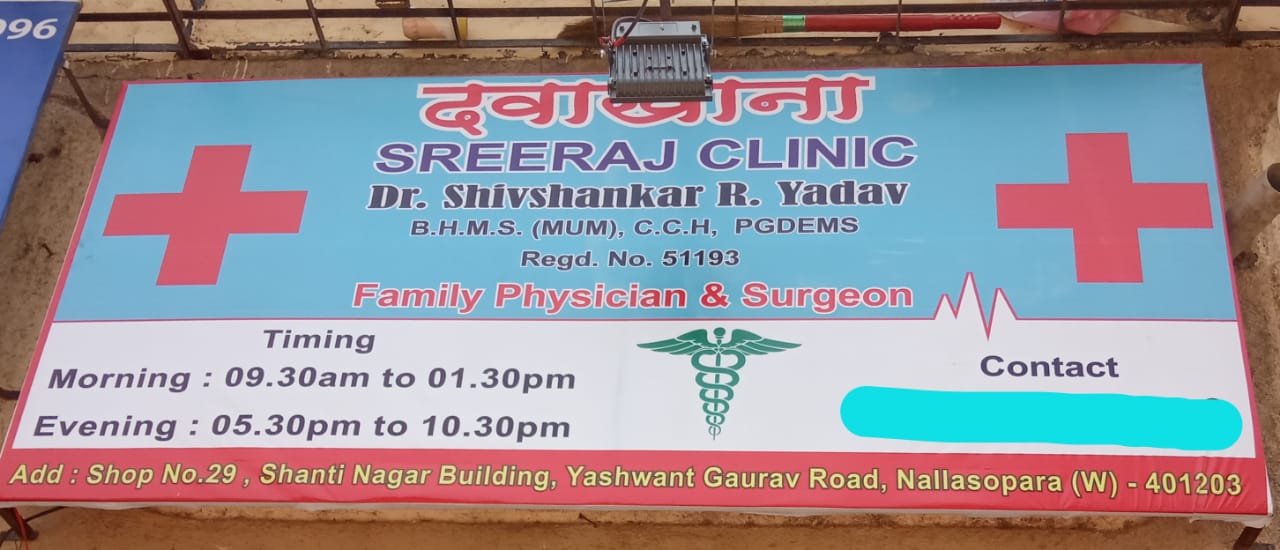 96
दवाखाना
SREERAJ CLINIC
Dr. Shivshankar R. Yadav
B.H.M.S. (MUM), C.C.H, PGDEMS
Regd. No. 51193
Family Physician & Surgeon
Timing
Morning : 09.30am to 01.30pm
Evening : 05.30pm to 10.30pm
Contact
Add : Shop No.29 , Shanti Nagar Building, Yashwant Gaurav Road, Nallasopara (W) - 401203